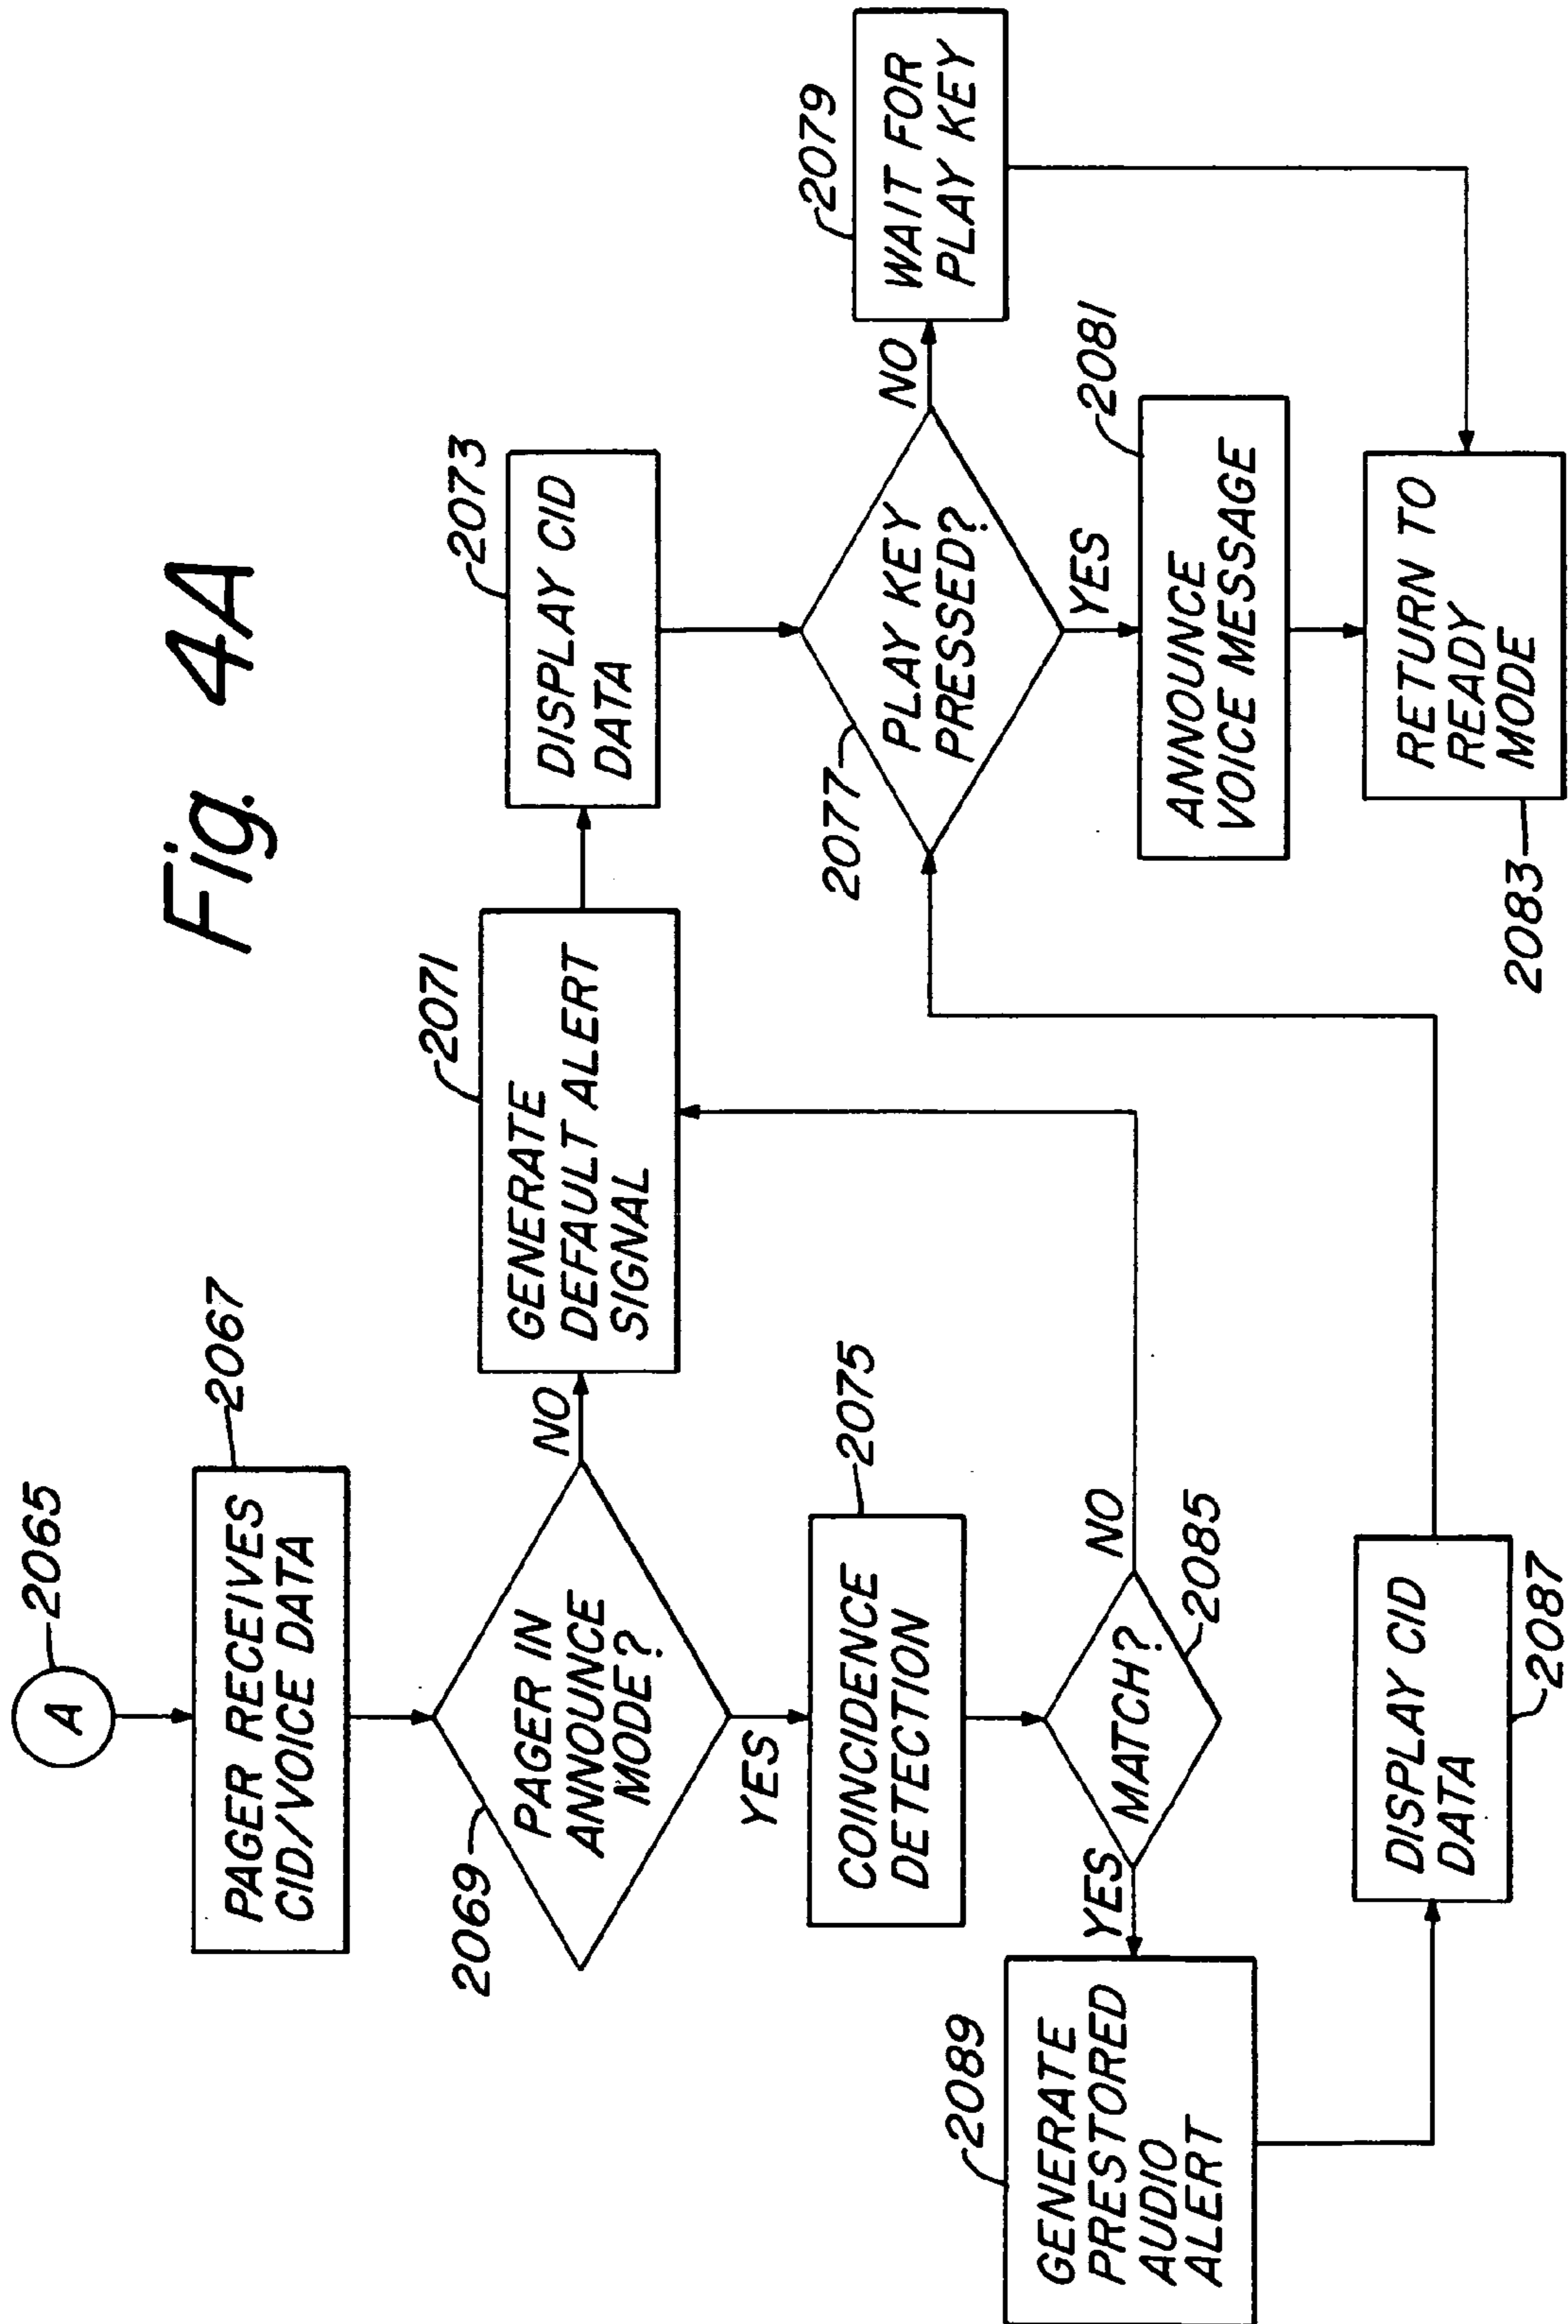 Fig. 4A
A
2065
PAGER RECEIVES
CID/VOICE DATA
2067
PAGER IN
ANNOUNCE
MODE?
2069
NO
YES
GENERATE
DEFAULT ALERT
SIGNAL
2071
DISPLAY CID
DATA
2073
COINCIDENCE
DETECTION
2075
MATCH?
2085
NO
YES
GENERATE
PRESTORED
AUDIO
ALERT
2089
DISPLAY CID
DATA
2087
PLAY KEY
PRESSED?
2077
NO
YES
WAIT FOR
PLAY KEY
2079
ANNOUNCE
VOICE MESSAGE
2081
RETURN TO
READY
MODE
2083